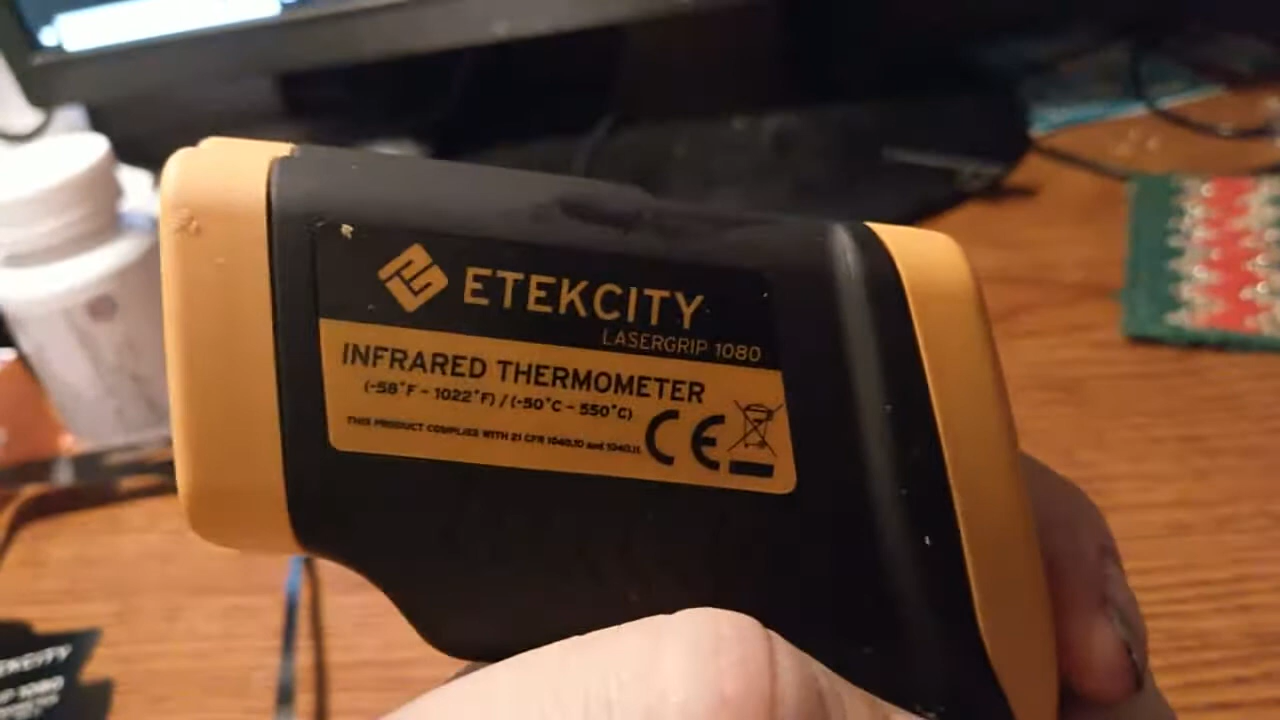 ETEKCITY
LASERGRIP 1080
INFRARED THERMOMETER
(-58°F ~ 1022°F) / (-50°C ~ 550°C)
THIS PRODUCT COMPLIES WITH 21 CFR 1040.10 and 1040.11
CE
1080